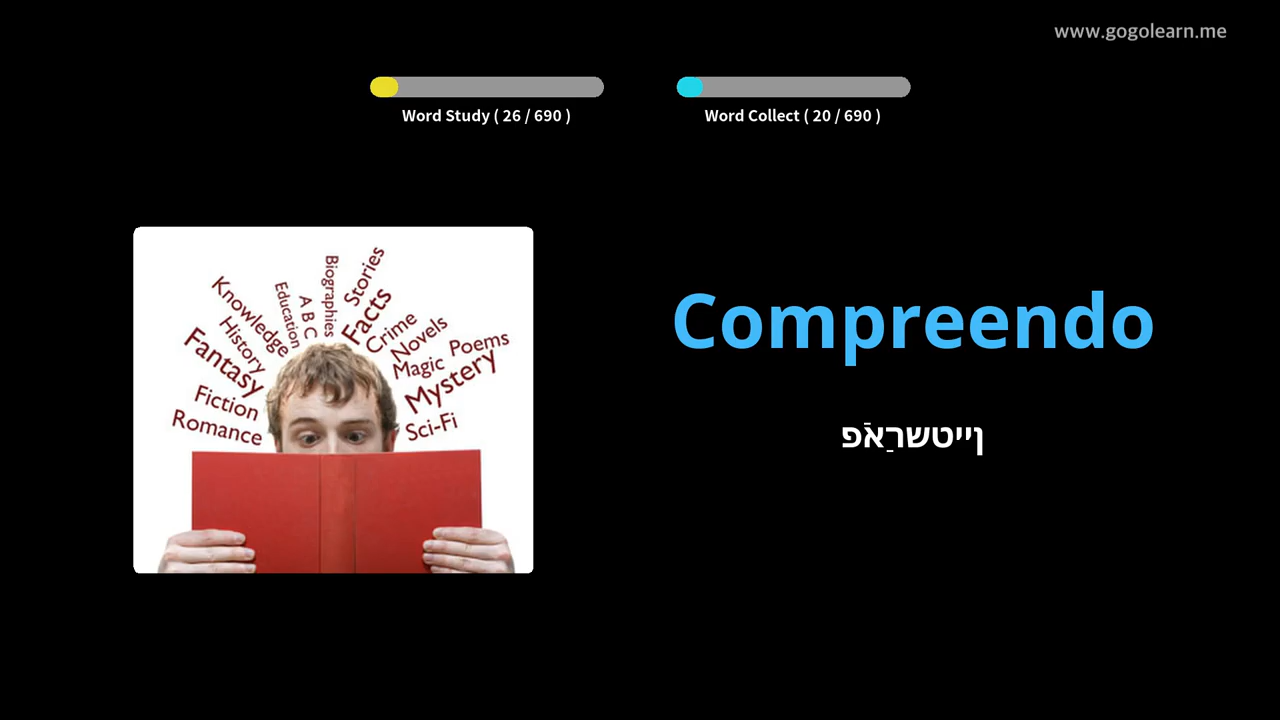 www.gogolearn.me
Word Study ( 26 / 690 )
Word Collect ( 20 / 690 )
Biographies
Stories
Education
A B C
Facts
Knowledge
Crime
History
Novels
Fantasy
Magic
Poems
Mystery
Fiction
Romance
Sci-Fi
Compreendo
ןייטשרַאֿפ